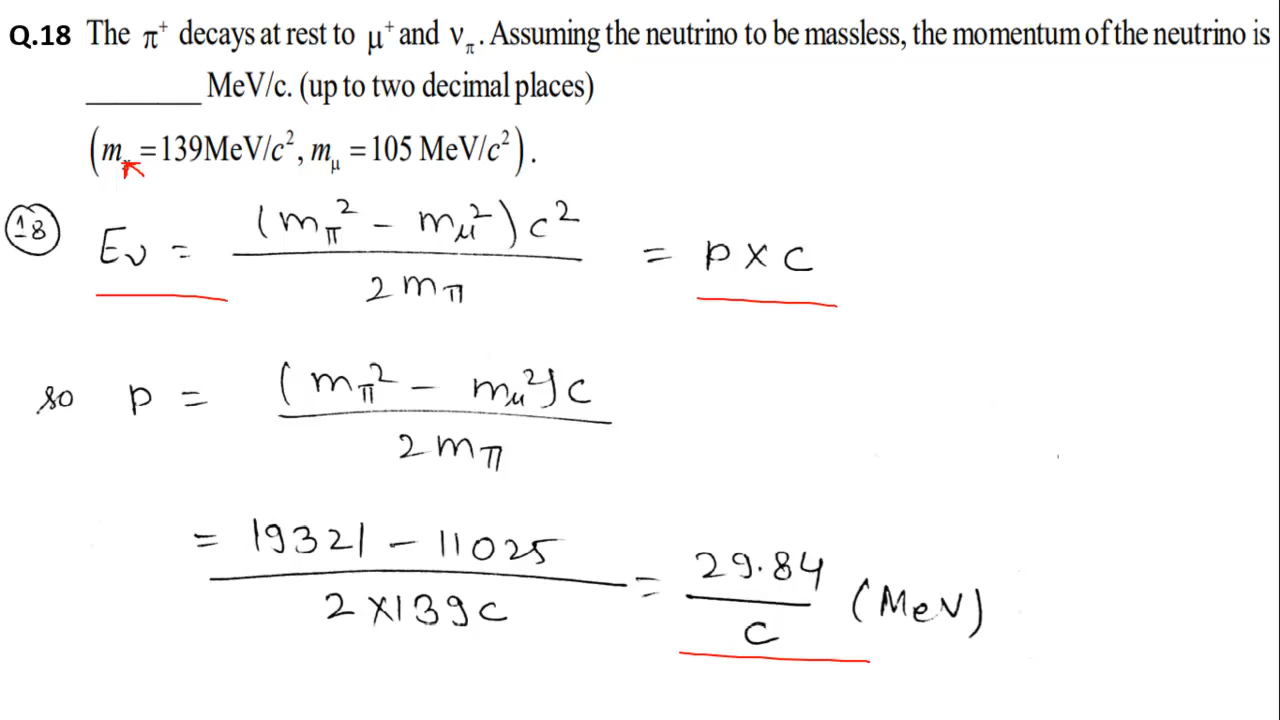 Q.18 The π⁺ decays at rest to μ⁺ and ν_π. Assuming the neutrino to be massless, the momentum of the neutrino is
________ MeV/c. (up to two decimal places)
(m = 139MeV/c², m_μ = 105 MeV/c²).
18 E_ν = (m_π² - m_μ²)c² / 2m_π = p × c
so p = (m_π² - m_μ²)c / 2m_π
= 19321 - 11025 / 2×139c = 29.84 / c (MeV)